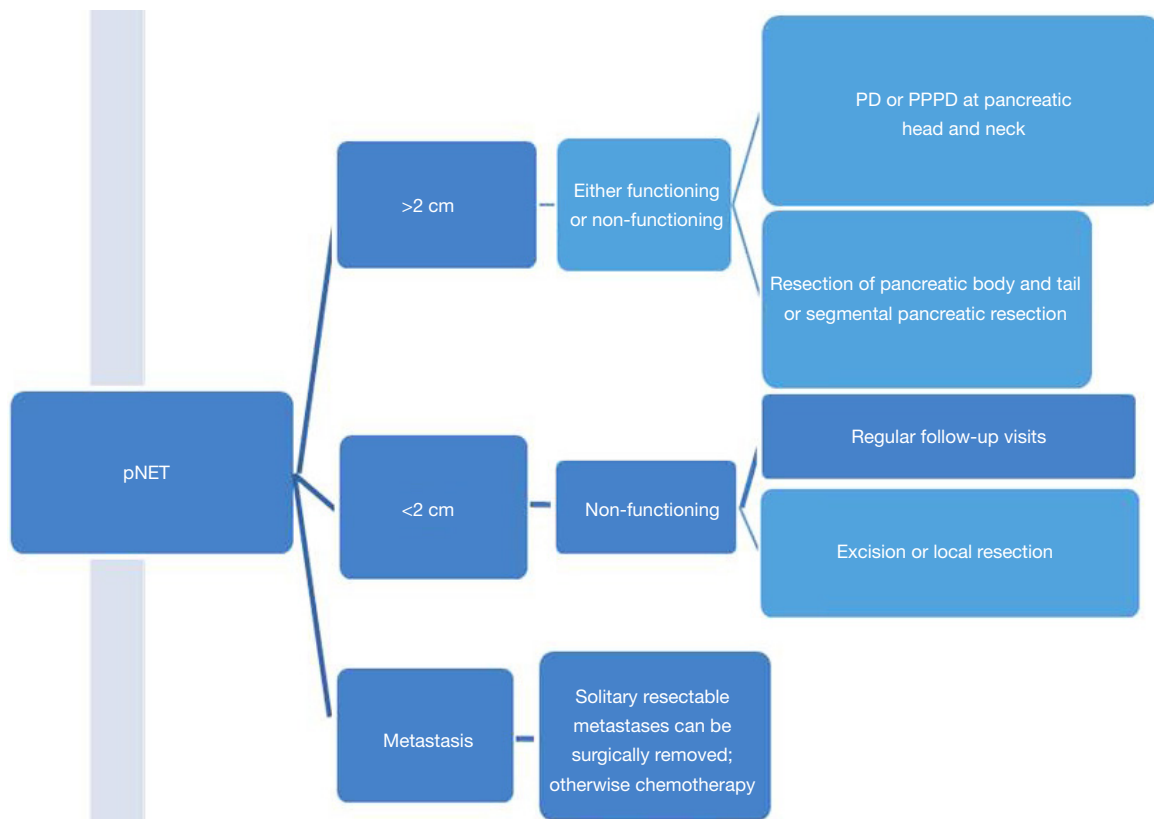 pNET
>2 cm
Either functioning
or non-functioning
PD or PPPD at pancreatic
head and neck
Resection of pancreatic body and tail
or segmental pancreatic resection
<2 cm
Non-functioning
Regular follow-up visits
Excision or local resection
Metastasis
Solitary resectable
metastases can be
surgically removed;
otherwise chemotherapy